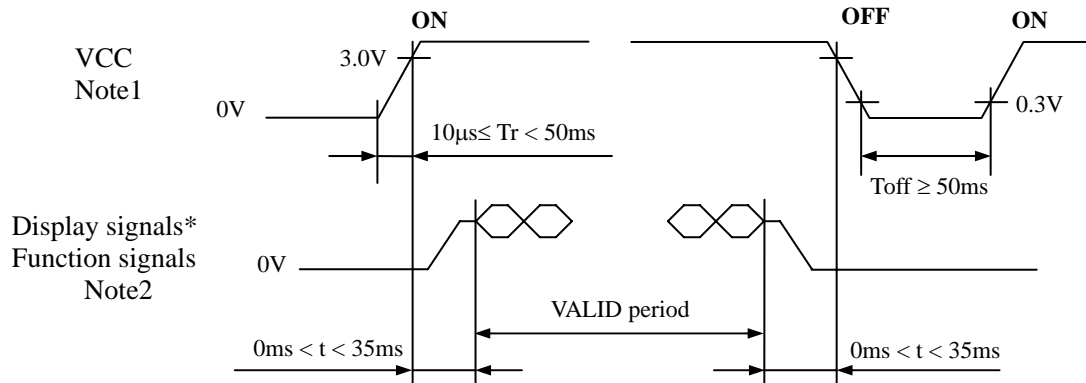 ON
OFF
ON
VCC
Note1
3.0V
0V
0.3V
10μs≤ Tr < 50ms
Toff ≥ 50ms
Display signals*
Function signals
Note2
0V
VALID period
0ms < t < 35ms
0ms < t < 35ms